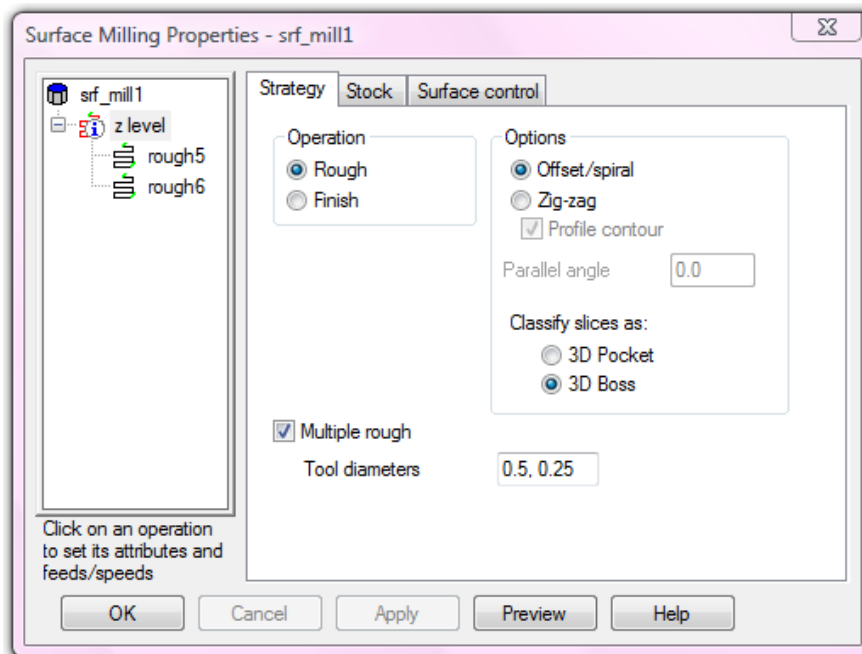 Surface Milling Properties - srf_mill1
srf_mill1
z level
rough5
rough6
Click on an operation
to set its attributes and
feeds/speeds
Strategy Stock Surface control
Operation
Rough
Finish
Options
Offset/spiral
Zig-zag
Profile contour
Parallel angle 0.0
Classify slices as:
3D Pocket
3D Boss
Multiple rough
Tool diameters 0.5, 0.25
OK Cancel Apply Preview Help